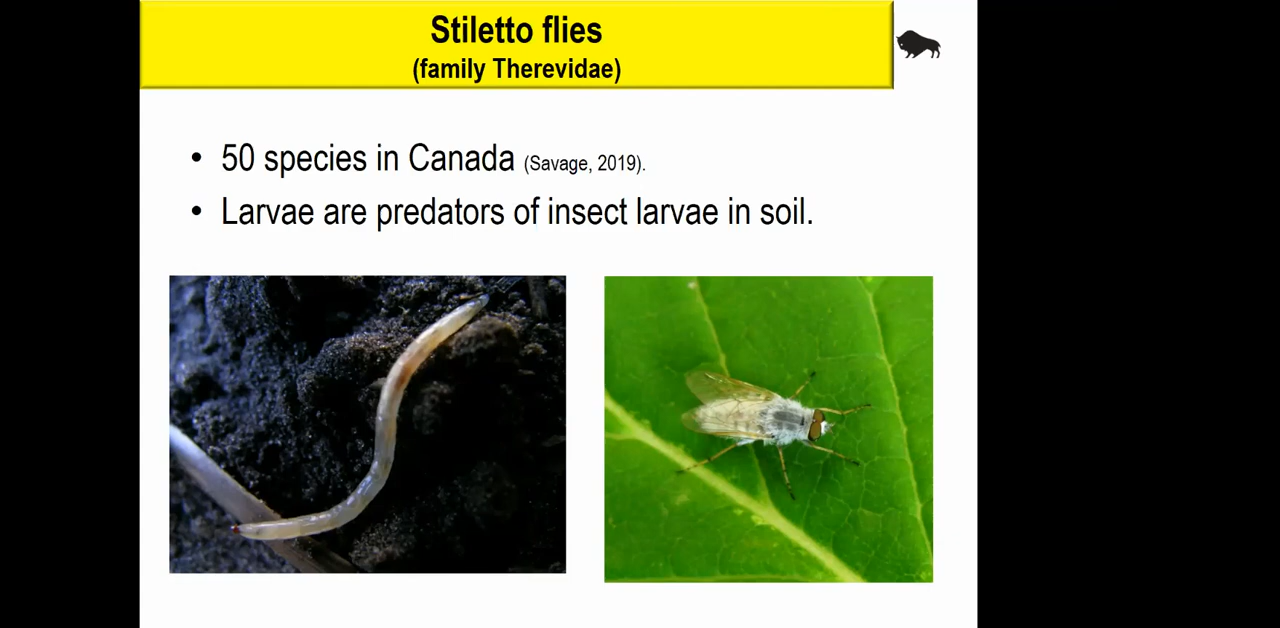 Stiletto flies
(family Therevidae)
• 50 species in Canada (Savage, 2019).
• Larvae are predators of insect larvae in soil.